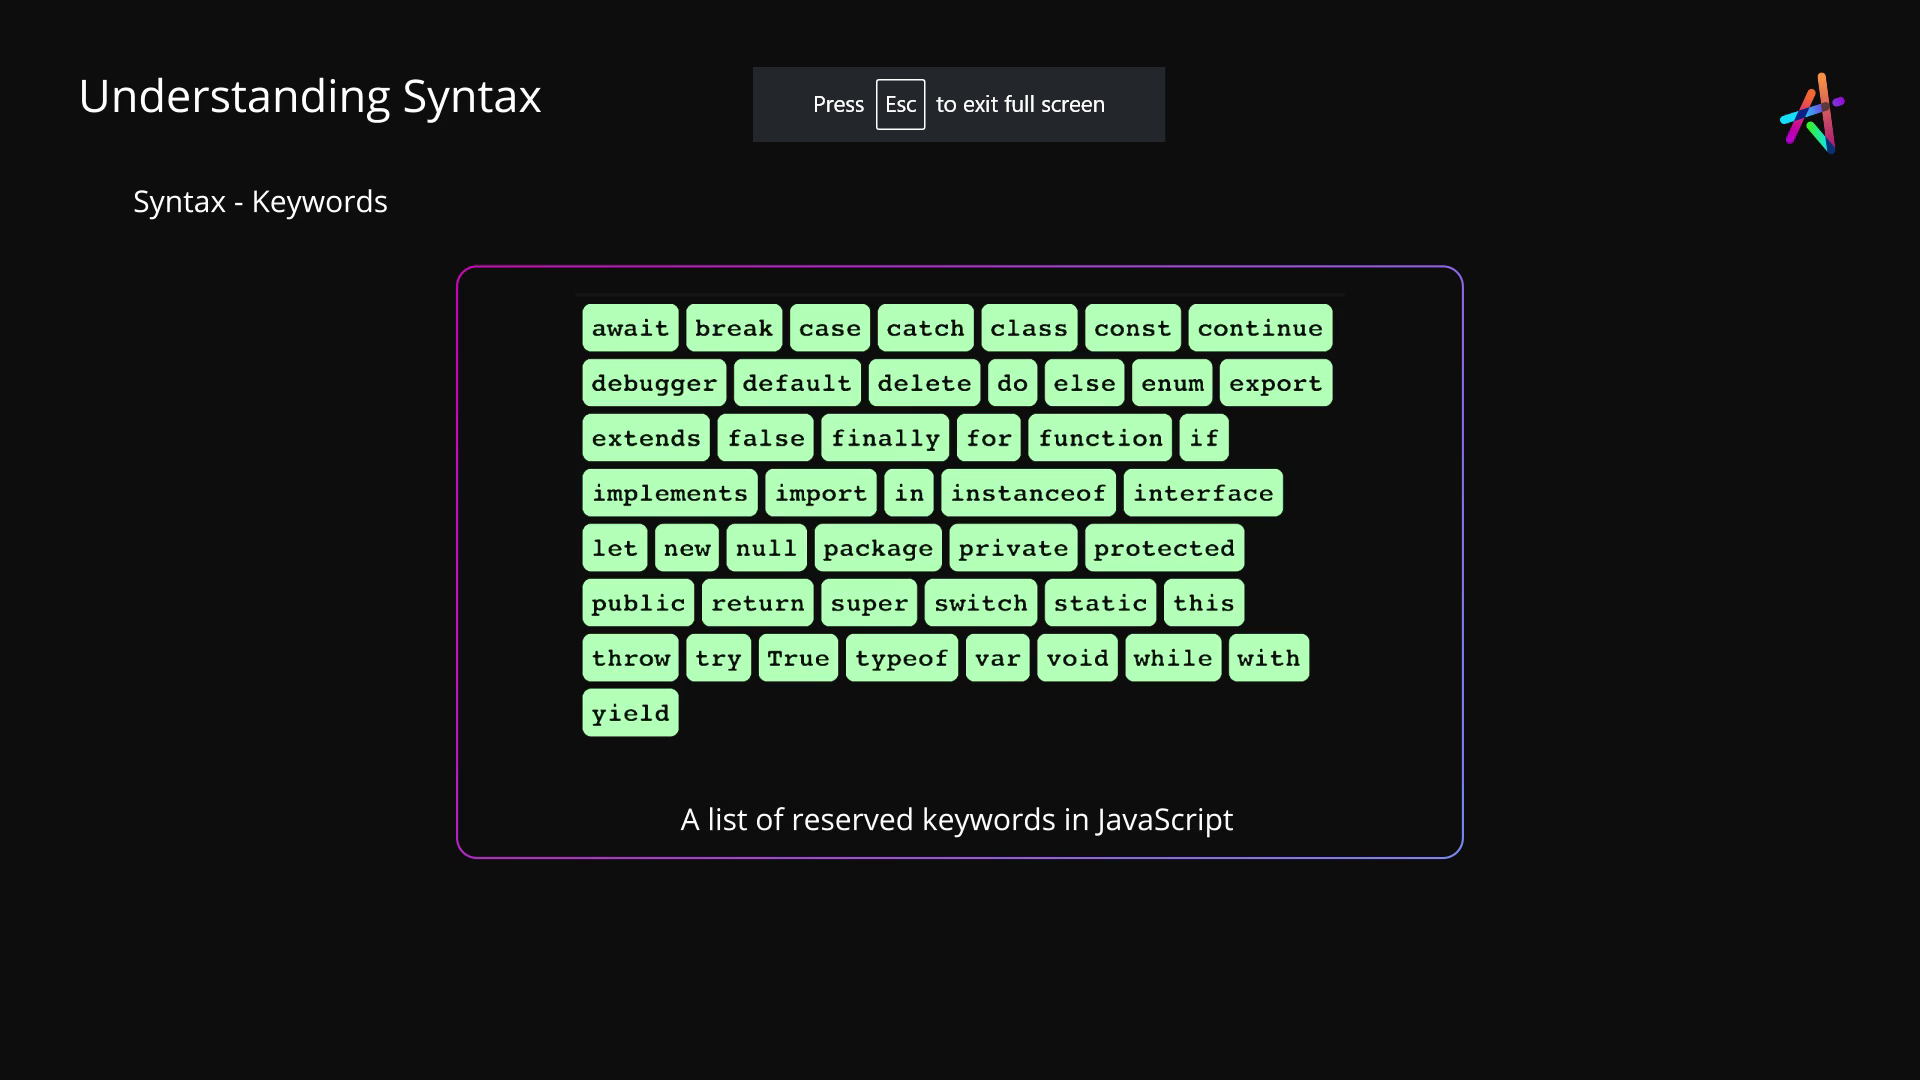 Understanding Syntax
Press Esc to exit full screen
Syntax - Keywords
await break case catch class const continue
debugger default delete do else enum export
extends false finally for function if
implements import in instanceof interface
let new null package private protected
public return super switch static this
throw try True typeof var void while with
yield
A list of reserved keywords in JavaScript